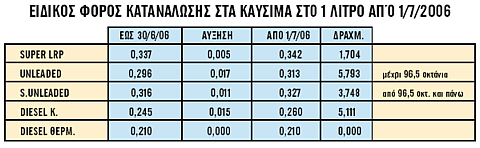 ΕΙΔΙΚΟΣ ΦΟΡΟΣ ΚΑΤΑΝΑΛΩΣΗΣ ΣΤΑ ΚΑΥΣΙΜΑ ΣΤΟ 1 ΛΙΤΡΟ ΑΠΌ 1/7/2006
ΕΩΣ 30/6/06 ΑΥΞΗΣΗ ΑΠΟ 1/7/06 ΔΡΑΧΜ.
SUPER LRP 0,337 0,005 0,342 1,704
UNLEADED 0,296 0,017 0,313 5,793 μέχρι 96,5 οκτάνια
S.UNLEADED 0,316 0,011 0,327 3,748 από 96,5 οκτ. και πάνω
DIESEL K. 0,245 0,015 0,260 5,111
DIESEL ΘΕΡΜ. 0,210 0,000 0,210 0,000